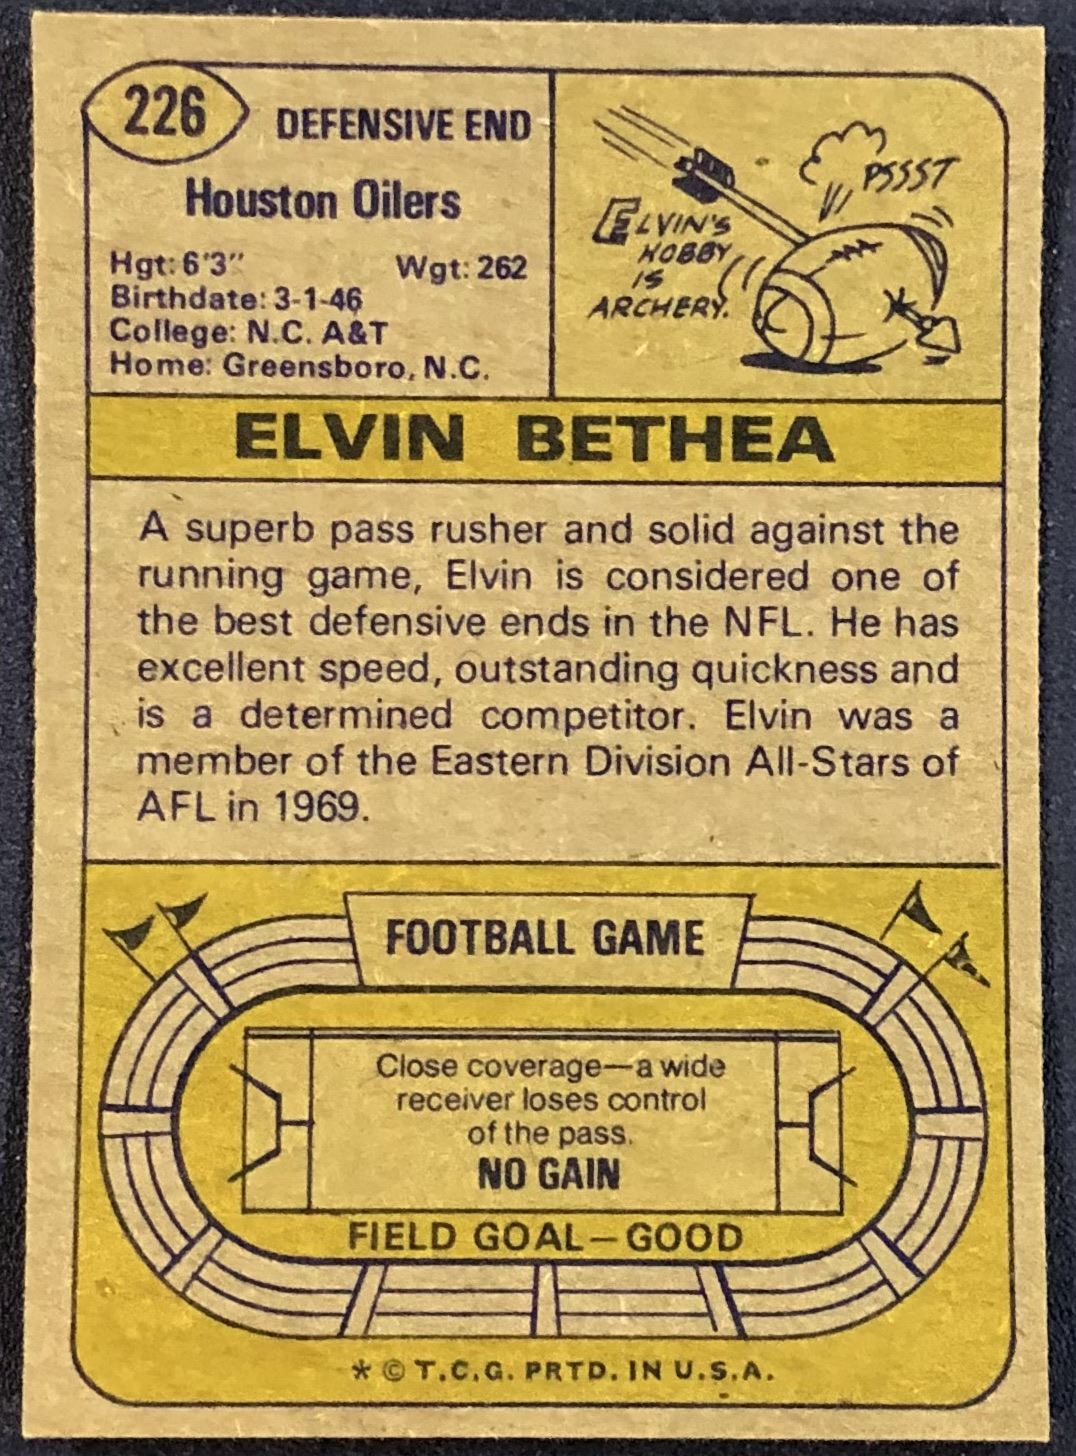 226
DEFENSIVE END
Houston Oilers
Hgt: 6'3" Wgt: 262
Birthdate: 3-1-46
College: N.C. A&T
Home: Greensboro, N.C.
PSSST
ELVIN'S
HOBBY
IS
ARCHERY.
ELVIN BETHEA
A superb pass rusher and solid against the
running game, Elvin is considered one of
the best defensive ends in the NFL. He has
excellent speed, outstanding quickness and
is a determined competitor. Elvin was a
member of the Eastern Division All-Stars of
AFL in 1969.
FOOTBALL GAME
Close coverage—a wide
receiver loses control
of the pass.
NO GAIN
FIELD GOAL—GOOD
* © T.C.G. PRTD. IN U.S.A.